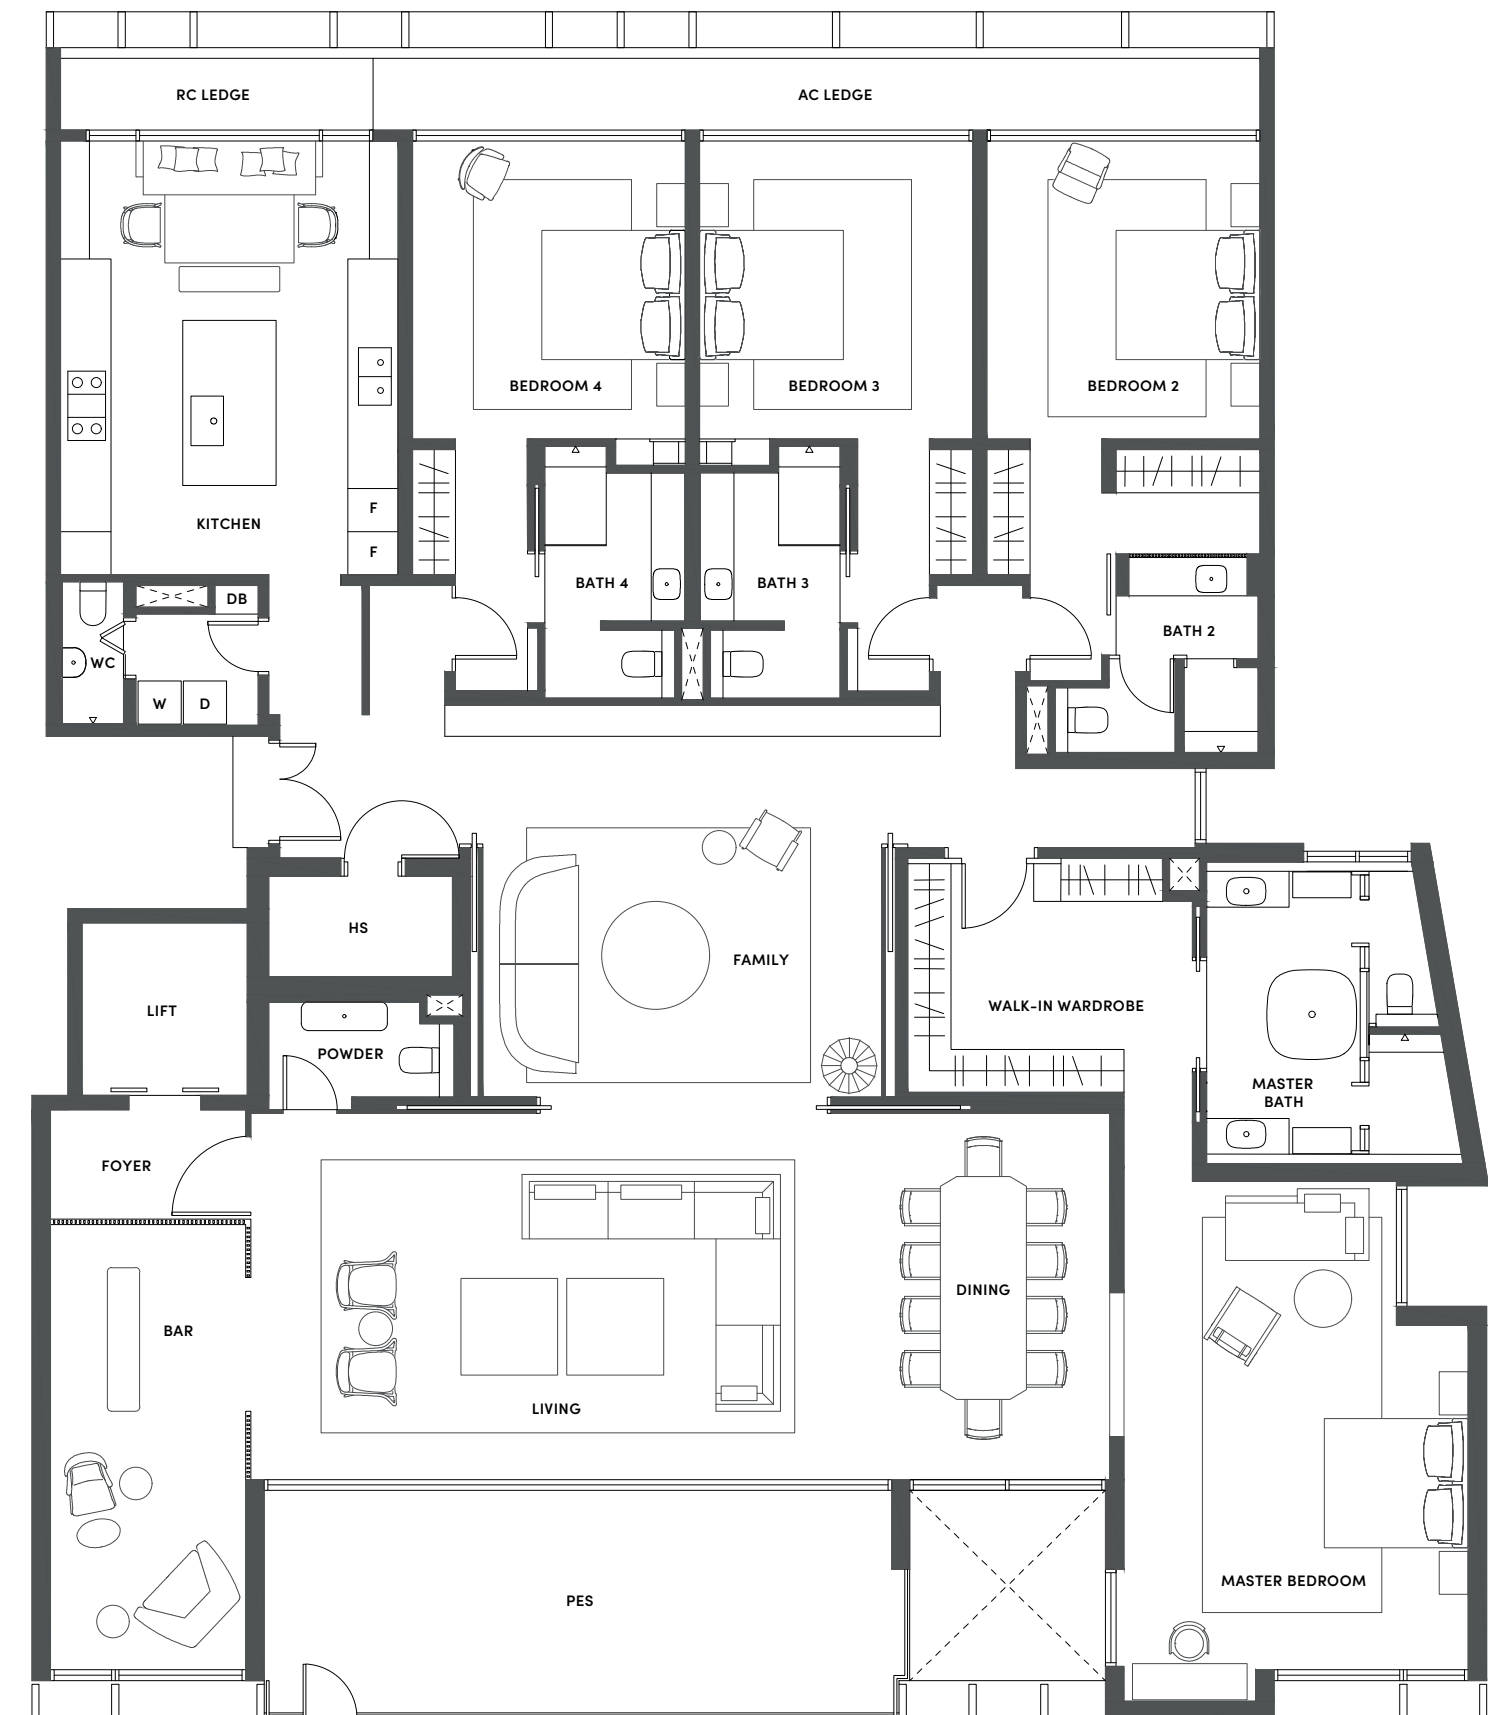 RC LEDGE
AC LEDGE
BEDROOM 4
BEDROOM 3
BEDROOM 2
F
KITCHEN
F
BATH 4
BATH 3
DB
BATH 2
WC
W
D
HS
FAMILY
WALK-IN WARDROBE
LIFT
POWDER
MASTER
BATH
FOYER
DINING
BAR
LIVING
MASTER BEDROOM
PES